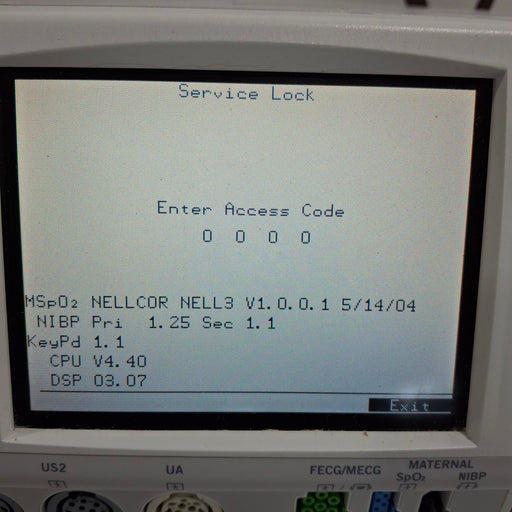 Service Lock
Enter Access Code
0 0 0 0
MSpO₂ NELLCOR NELL3 V1.0.0.1 5/14/04
NIBP Pri 1.25 Sec 1.1
KeyPd 1.1
CPU V4.40
DSP 03.07
Exit
US2
UA
FECG/MECG
MATERNAL
SpO₂
NIBP